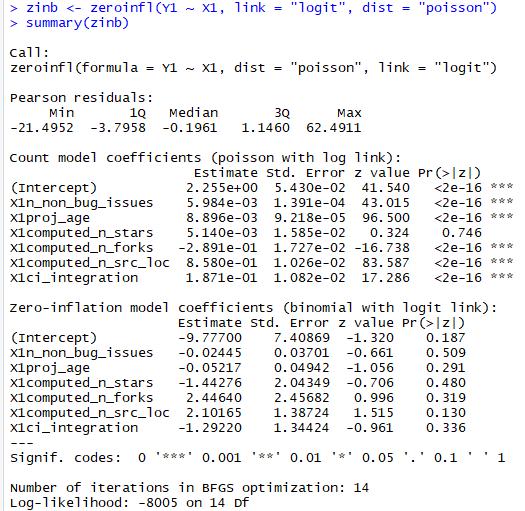 > zinb <- zeroinfl(Y1 ~ X1, link = "logit", dist = "poisson")
> summary(zinb)
Call:
zeroinfl(formula = Y1 ~ X1, dist = "poisson", link = "logit")
Pearson residuals:
Min 1Q Median 3Q Max
-21.4952 -3.7958 -0.1961 1.1460 62.4911
Count model coefficients (poisson with log link):
Estimate Std. Error z value Pr(>|z|)
(Intercept) 2.255e+00 5.430e-02 41.540 <2e-16 ***
X1n_non_bug_issues 5.984e-03 1.391e-04 43.015 <2e-16 ***
X1proj_age 8.896e-03 9.218e-05 96.500 <2e-16 ***
X1computed_n_stars 5.140e-03 1.585e-02 0.324 0.746
X1computed_n_forks -2.891e-01 1.727e-02 -16.738 <2e-16 ***
X1computed_n_src_loc 8.580e-01 1.026e-02 83.587 <2e-16 ***
X1ci_integration 1.871e-01 1.082e-02 17.286 <2e-16 ***
Zero-inflation model coefficients (binomial with logit link):
Estimate Std. Error z value Pr(>|z|)
(Intercept) -9.77700 7.40869 -1.320 0.187
X1n_non_bug_issues -0.02445 0.03701 -0.661 0.509
X1proj_age -0.05217 0.04942 -1.056 0.291
X1computed_n_stars -1.44276 2.04349 -0.706 0.480
X1computed_n_forks 2.44640 2.45682 0.996 0.319
X1computed_n_src_loc 2.10165 1.38724 1.515 0.130
X1ci_integration -1.29220 1.34424 -0.961 0.336
---
Signif. codes: 0 '***' 0.001 '**' 0.01 '*' 0.05 '.' 0.1 ' ' 1
Number of iterations in BFGS optimization: 14
Log-likelihood: -8005 on 14 Df